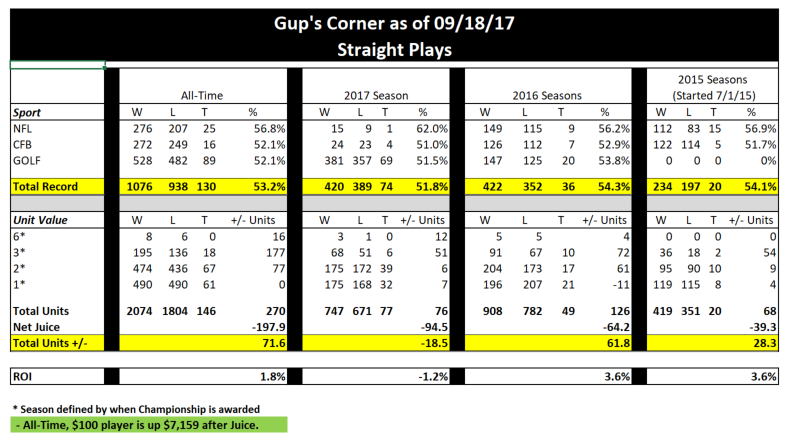 Gup's Corner as of 09/18/17
Straight Plays
All-Time 2017 Season 2016 Seasons 2015 Seasons (Started 7/1/15)
Sport W L T % W L T % W L T % W L T %
NFL 276 207 25 56.8% 15 9 1 62.0% 149 115 9 56.2% 112 83 15 56.9%
CFB 272 249 16 52.1% 24 23 4 51.0% 126 112 7 52.9% 122 114 5 51.7%
GOLF 528 482 89 52.1% 381 357 69 51.5% 147 125 20 53.8% 0 0 0 0%
Total Record 1076 938 130 53.2% 420 389 74 51.8% 422 352 36 54.3% 234 197 20 54.1%
Unit Value W L T +/- Units W L T +/- Units W L T +/- Units W L T +/- Units
6* 8 6 0 16 3 1 0 12 5 5 4 0 0 0 0
3* 195 136 18 177 68 51 6 51 91 67 10 72 36 18 2 54
2* 474 436 67 77 175 172 39 6 204 173 17 61 95 90 10 9
1* 490 490 61 0 175 168 32 7 196 207 21 -11 119 115 8 4
Total Units 2074 1804 146 270 747 671 77 76 908 782 49 126 419 351 20 68
Net Juice -197.9 -94.5 -64.2 -39.3
Total Units +/- 71.6 -18.5 61.8 28.3
ROI 1.8% -1.2% 3.6% 3.6%
* Season defined by when Championship is awarded
- All-Time, $100 player is up $7,159 after Juice.